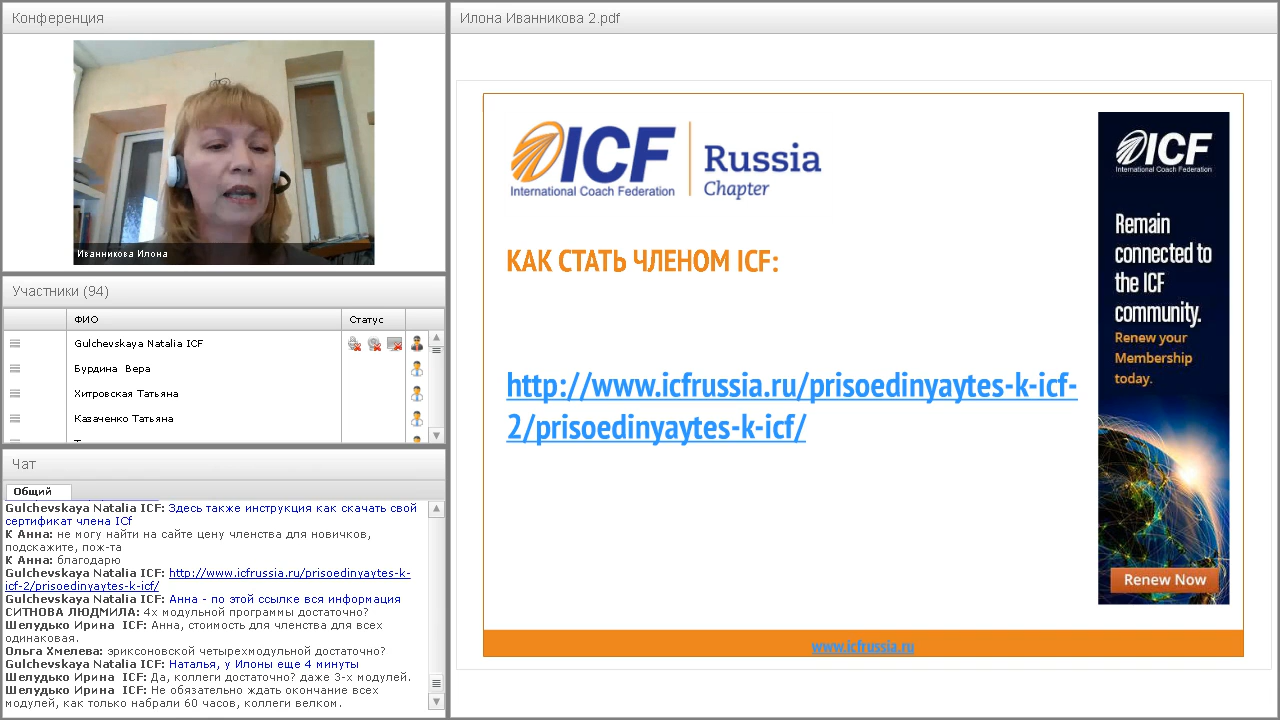 Конференция
Иванникова Илона
Участники (94)
ФИО
Статус
Gulchevskaya Natalia ICF
Бурдина Вера
Хитровская Татьяна
Казаченко Татьяна
Чат
Общий
Gulchevskaya Natalia ICF: Здесь также инструкция как скачать свой
сертификат члена ICf
К Анна: не могу найти на сайте цену членства для новичков,
подскажите, пож-та
К Анна: благодарю
Gulchevskaya Natalia ICF: http://www.icfrussia.ru/prisoedinyaytes-k-
icf-2/prisoedinyaytes-k-icf/
Gulchevskaya Natalia ICF: Анна - по этой ссылке вся информация
СИТНОВА ЛЮДМИЛА: 4х модульной программы достаточно?
Шелудько Ирина ICF: Анна, стоимость для членства для всех
одинаковая.
Ольга Хмелева: эриксоновской четырехмодульной достаточно?
Gulchevskaya Natalia ICF: Наталья, у Илоны еще 4 минуты
Шелудько Ирина ICF: Да, коллеги достаточно? даже 3-х модулей.
Шелудько Ирина ICF: Не обязательно ждать окончание всех
модулей, как только набрали 60 часов, коллеги велком.
Илона Иванникова 2.pdf
ICF
International Coach Federation
Russia
Chapter
КАК СТАТЬ ЧЛЕНОМ ICF:
http://www.icfrussia.ru/prisoedinyaytes-k-icf-
2/prisoedinyaytes-k-icf/
www.icfrussia.ru
ICF
International Coach Federation
Remain
connected to
the ICF
community.
Renew your
Membership
today.
Renew Now